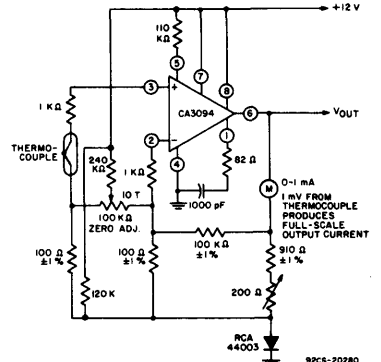 +12 V
110
KΩ
5
7
8
3
+
1 KΩ
CA3094
6
VOUT
2
−
1
THERMO-
COUPLE
240
KΩ
1 KΩ
4
82
Ω
M
0-1 mA
1 mV FROM
THERMOCOUPLE
PRODUCES
FULL-SCALE
OUTPUT CURRENT
10 T
1000 pF
100 KΩ
ZERO ADJ.
100 KΩ
±1%
910
Ω
±1%
100 Ω
±1%
100 Ω
±1%
200 Ω
120 K
RCA
44003
92CS-20280